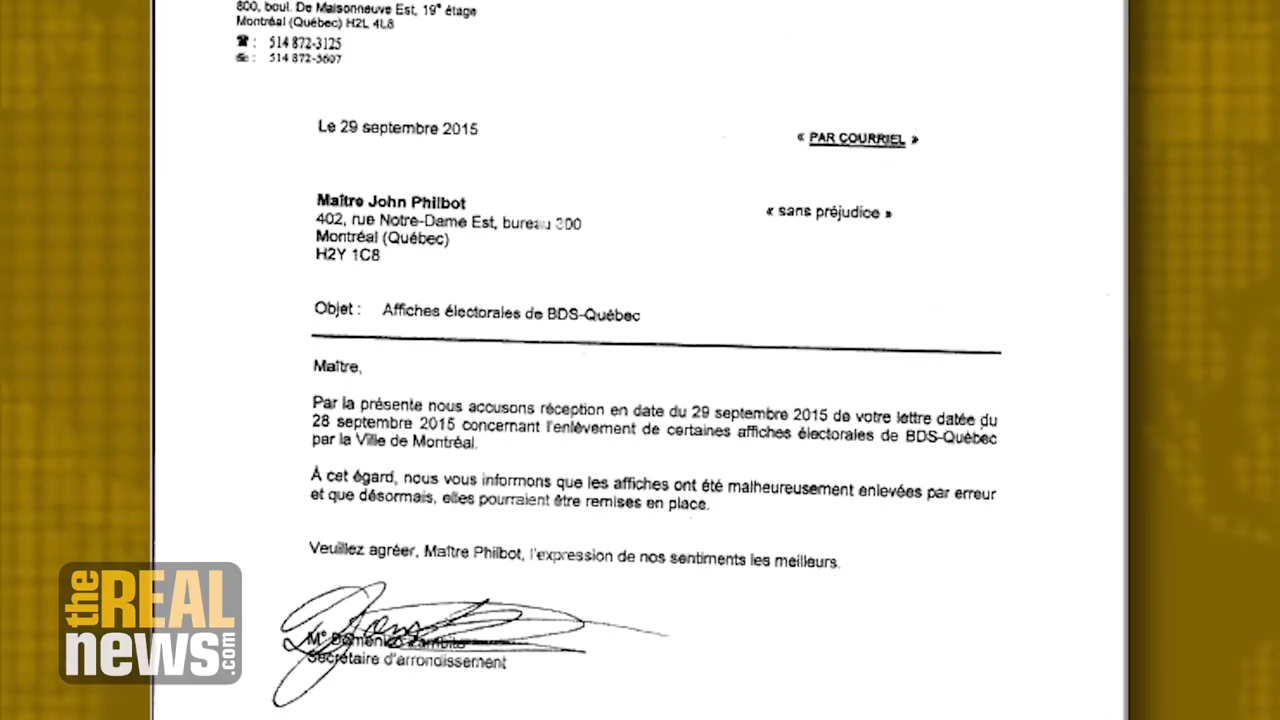 800, boul. De Maisonneuve Est, 19e étage
Montréal (Québec) H2L 4L8
☎ : 514 872-3125
514 872-3607
Le 29 septembre 2015
« PAR COURRIEL »
Maître John Philbot
402, rue Notre-Dame Est, bureau 300
Montréal (Québec)
H2Y 1C8
« sans préjudice »
Objet : Affiches électorales de BDS-Québec
Maître,
Par la présente nous accusons réception en date du 29 septembre 2015 de votre lettre datée du
28 septembre 2015 concernant l'enlèvement de certaines affiches électorales de BDS-Québec
par la Ville de Montréal.
À cet égard, nous vous informons que les affiches ont été malheureusement enlevées par erreur
et que désormais, elles pourraient être remises en place.
Veuillez agréer, Maître Philbot, l'expression de nos sentiments les meilleurs.
Me Domenico Zambito
Secrétaire d'arrondissement
the REAL
news.com